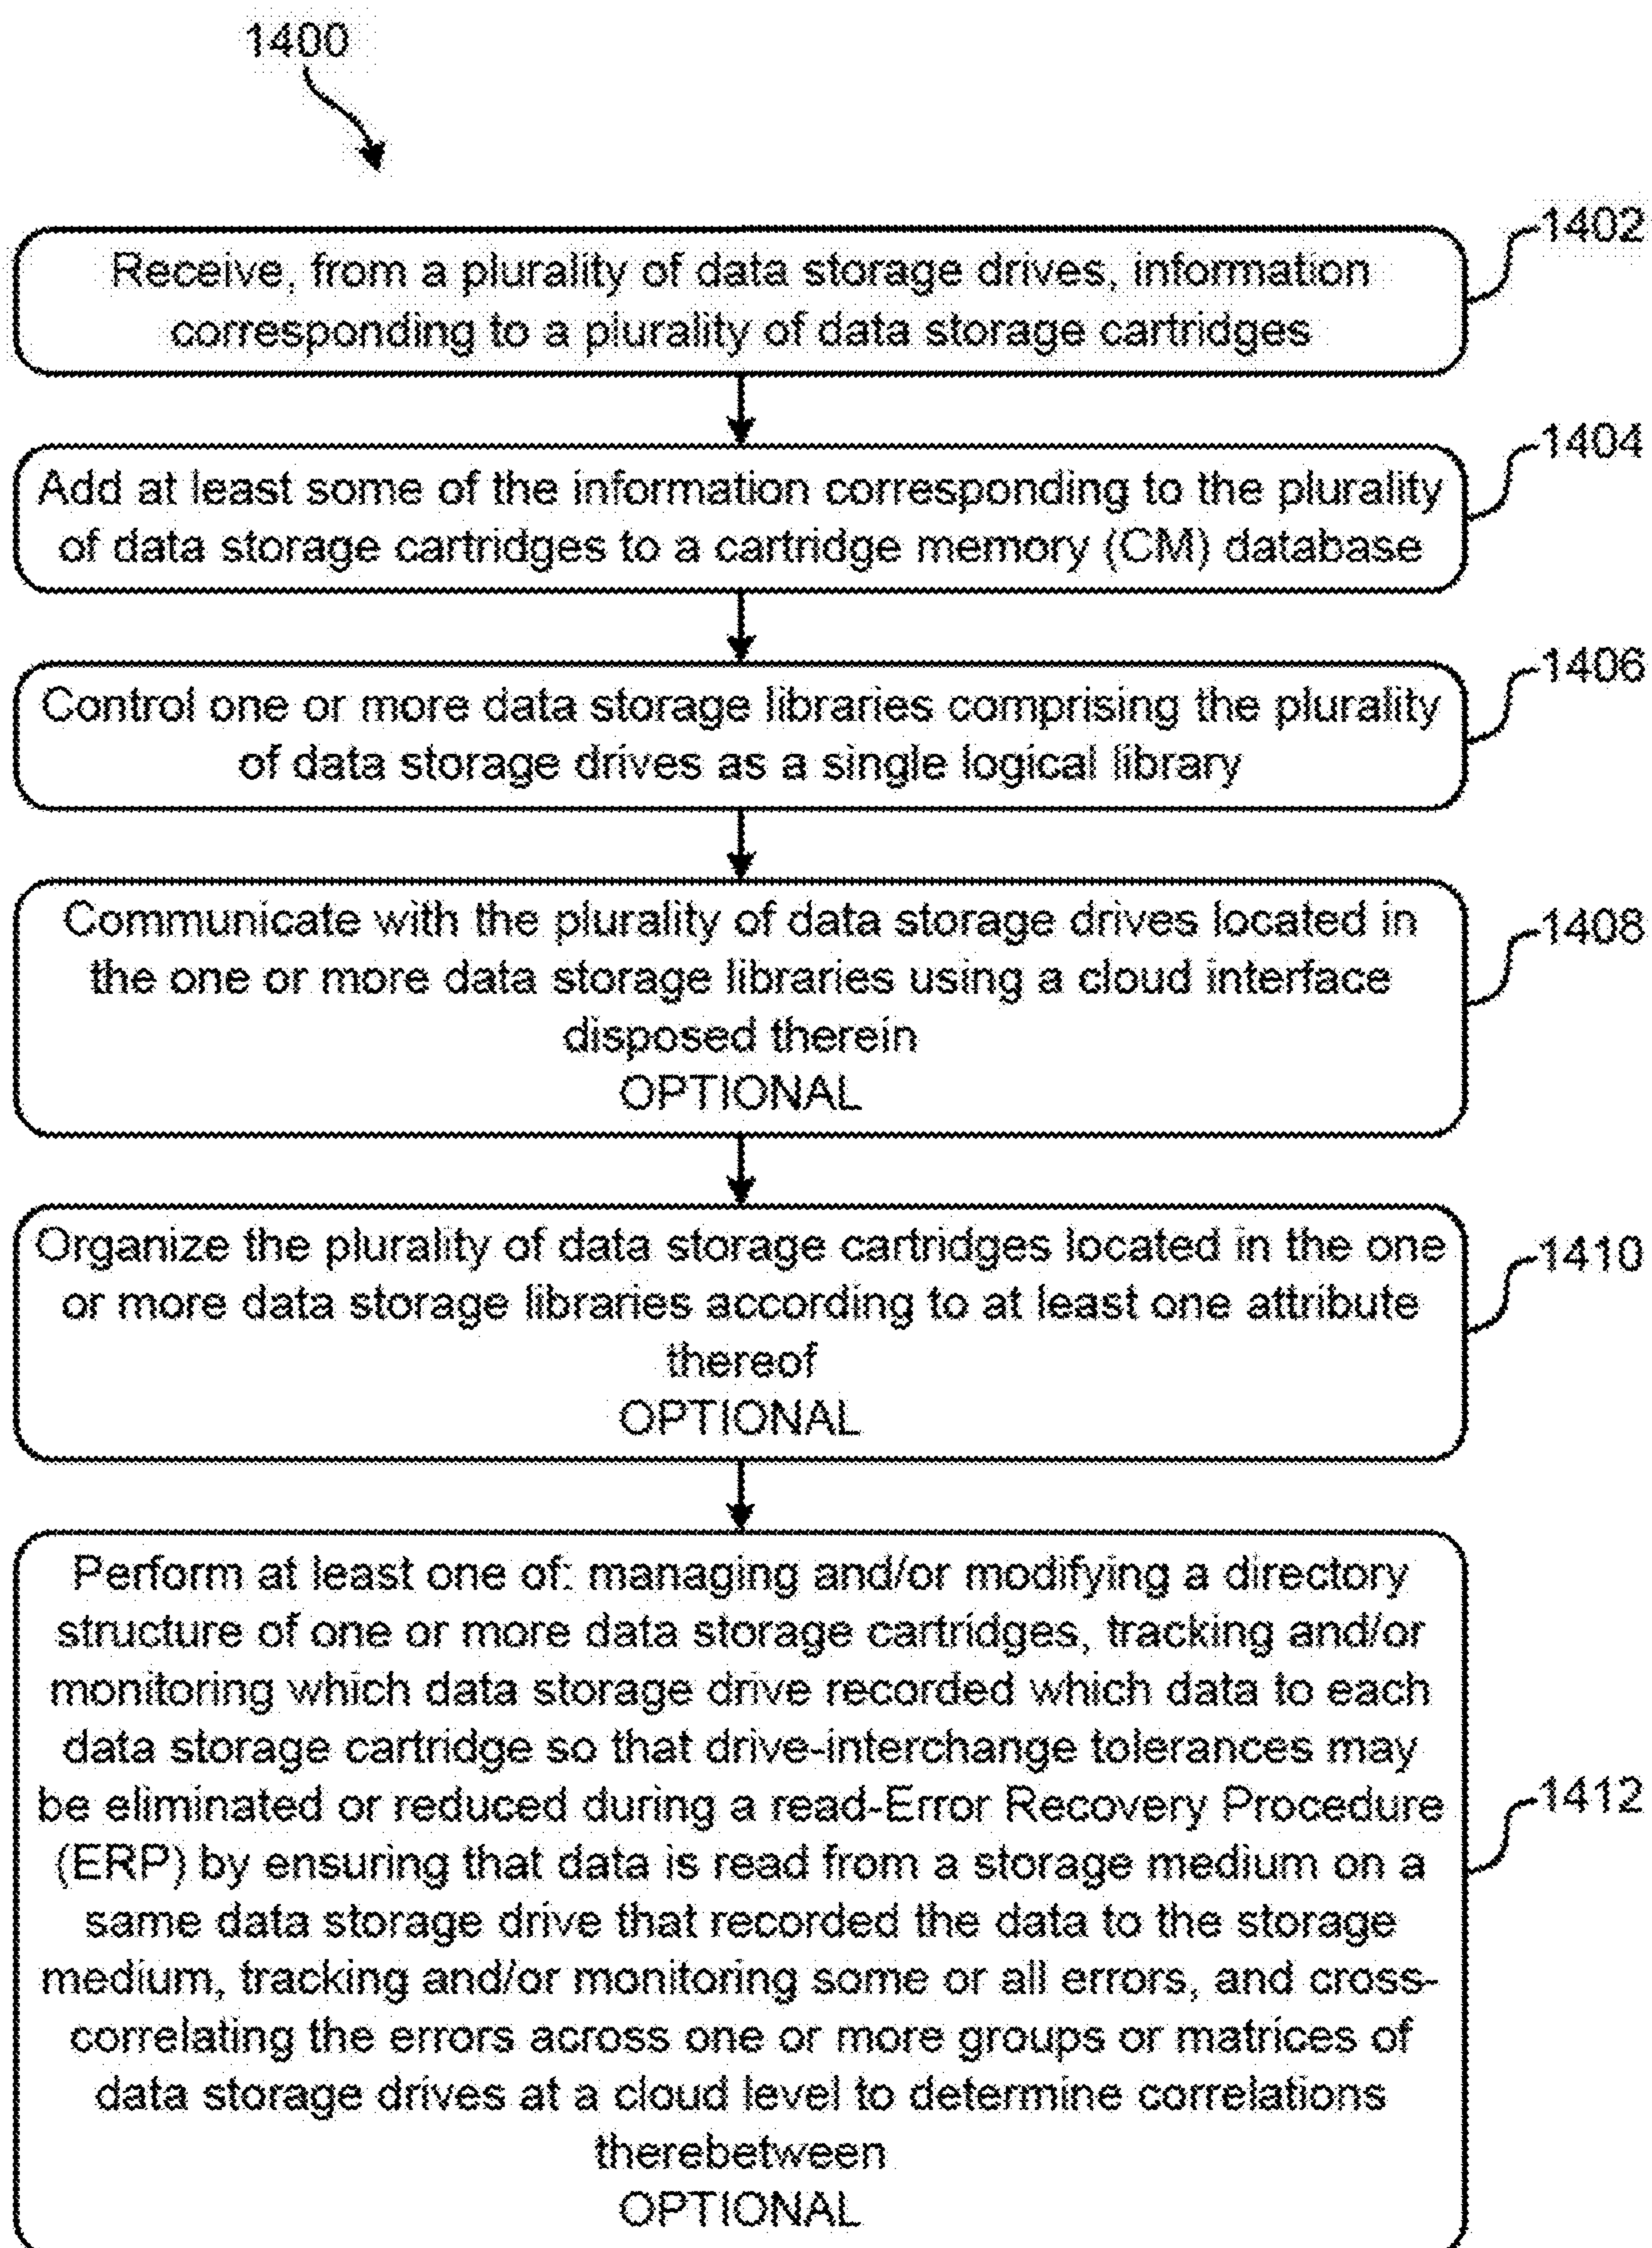 1400
1402
Receive, from a plurality of data storage drives, information
corresponding to a plurality of data storage cartridges
1404
Add at least some of the information corresponding to the plurality
of data storage cartridges to a cartridge memory (CM) database
1406
Control one or more data storage libraries comprising the plurality
of data storage drives as a single logical library
1408
Communicate with the plurality of data storage drives located in
the one or more data storage libraries using a cloud interface
disposed therein
OPTIONAL
1410
Organize the plurality of data storage cartridges located in the one
or more data storage libraries according to at least one attribute
thereof
OPTIONAL
1412
Perform at least one of: managing and/or modifying a directory
structure of one or more data storage cartridges, tracking and/or
monitoring which data storage drive recorded which data to each
data storage cartridge so that drive-interchange tolerances may
be eliminated or reduced during a read-Error Recovery Procedure
(ERP) by ensuring that data is read from a storage medium on a
same data storage drive that recorded the data to the storage
medium, tracking and/or monitoring some or all errors, and cross-
correlating the errors across one or more groups or matrices of
data storage drives at a cloud level to determine correlations
therebetween
OPTIONAL